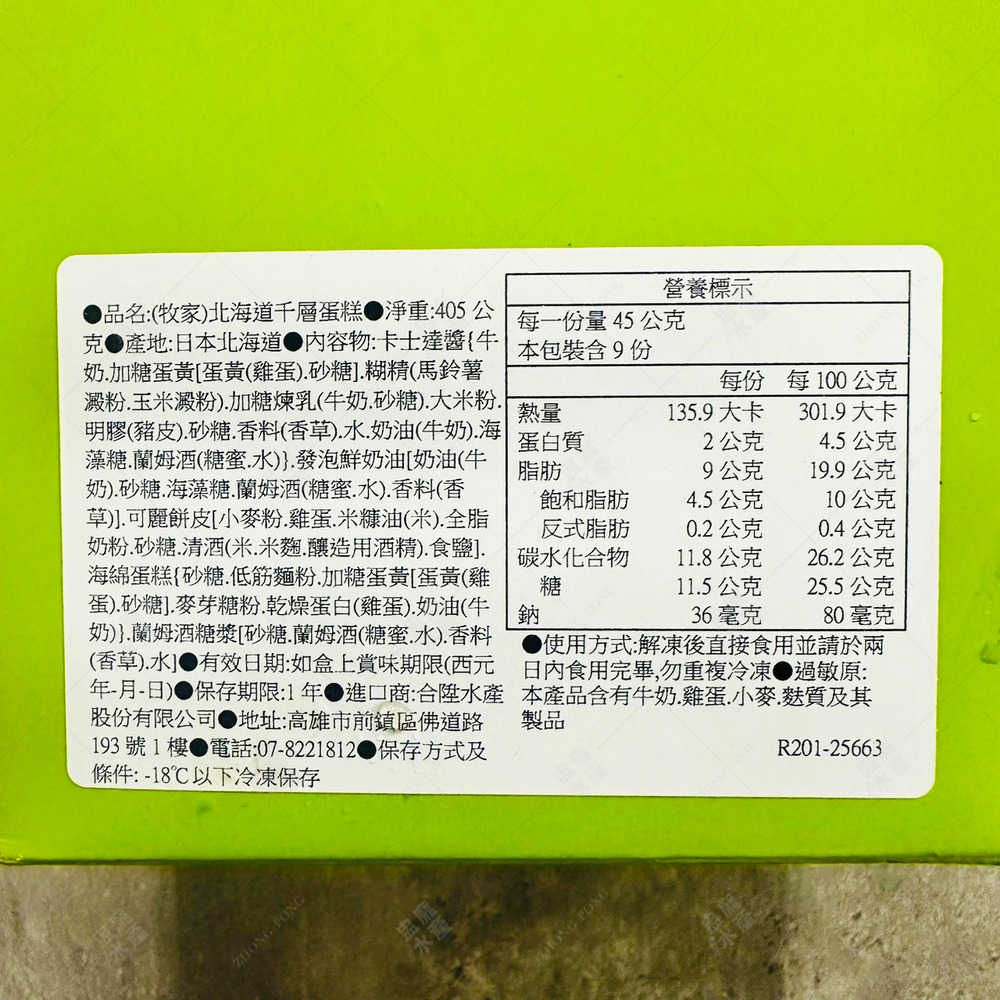 ●品名:(牧家)北海道千層蛋糕●淨重:405 公
克●產地:日本北海道●內容物:卡士達醬{牛
奶.加糖蛋黃[蛋黃(雞蛋).砂糖].糊精(馬鈴薯
澱粉.玉米澱粉).加糖煉乳(牛奶.砂糖).大米粉.
明膠(豬皮).砂糖.香料(香草).水.奶油(牛奶).海
藻糖.蘭姆酒(糖蜜.水)}.發泡鮮奶油[奶油(牛
奶).砂糖.海藻糖.蘭姆酒(糖蜜.水).香料(香
草)].可麗餅皮[小麥粉.雞蛋.米糠油(米).全脂
奶粉.砂糖.清酒(米.米麴.釀造用酒精).食鹽].
海綿蛋糕{砂糖.低筋麵粉.加糖蛋黃[蛋黃(雞
蛋).砂糖].麥芽糖粉.乾燥蛋白(雞蛋).奶油(牛
奶)}.蘭姆酒糖漿[砂糖.蘭姆酒(糖蜜.水).香料
(香草).水]●有效日期:如盒上賞味期限(西元
年-月-日)●保存期限:1 年●進口商:合陞水產
股份有限公司●地址:高雄市前鎮區佛道路
193 號 1 樓●電話:07-8221812●保存方式及
條件: -18℃以下冷凍保存
營養標示
每一份量 45 公克
本包裝含 9 份
每份 每 100 公克
熱量 135.9 大卡 301.9 大卡
蛋白質 2 公克 4.5 公克
脂肪 9 公克 19.9 公克
飽和脂肪 4.5 公克 10 公克
反式脂肪 0.2 公克 0.4 公克
碳水化合物 11.8 公克 26.2 公克
糖 11.5 公克 25.5 公克
鈉 36 毫克 80 毫克
●使用方式:解凍後直接食用並請於兩
日內食用完畢,勿重複冷凍●過敏原:
本產品含有牛奶.雞蛋.小麥.麩質及其
製品
R201-25663